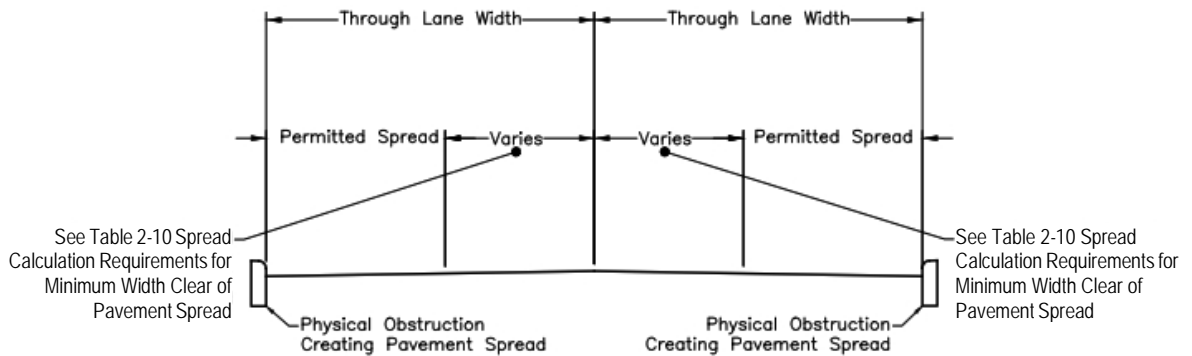 Through Lane Width
Through Lane Width
Permitted Spread
Varies
Varies
Permitted Spread
See Table 2-10 Spread
Calculation Requirements for
Minimum Width Clear of
Pavement Spread
See Table 2-10 Spread
Calculation Requirements for
Minimum Width Clear of
Pavement Spread
Physical Obstruction
Creating Pavement Spread
Physical Obstruction
Creating Pavement Spread